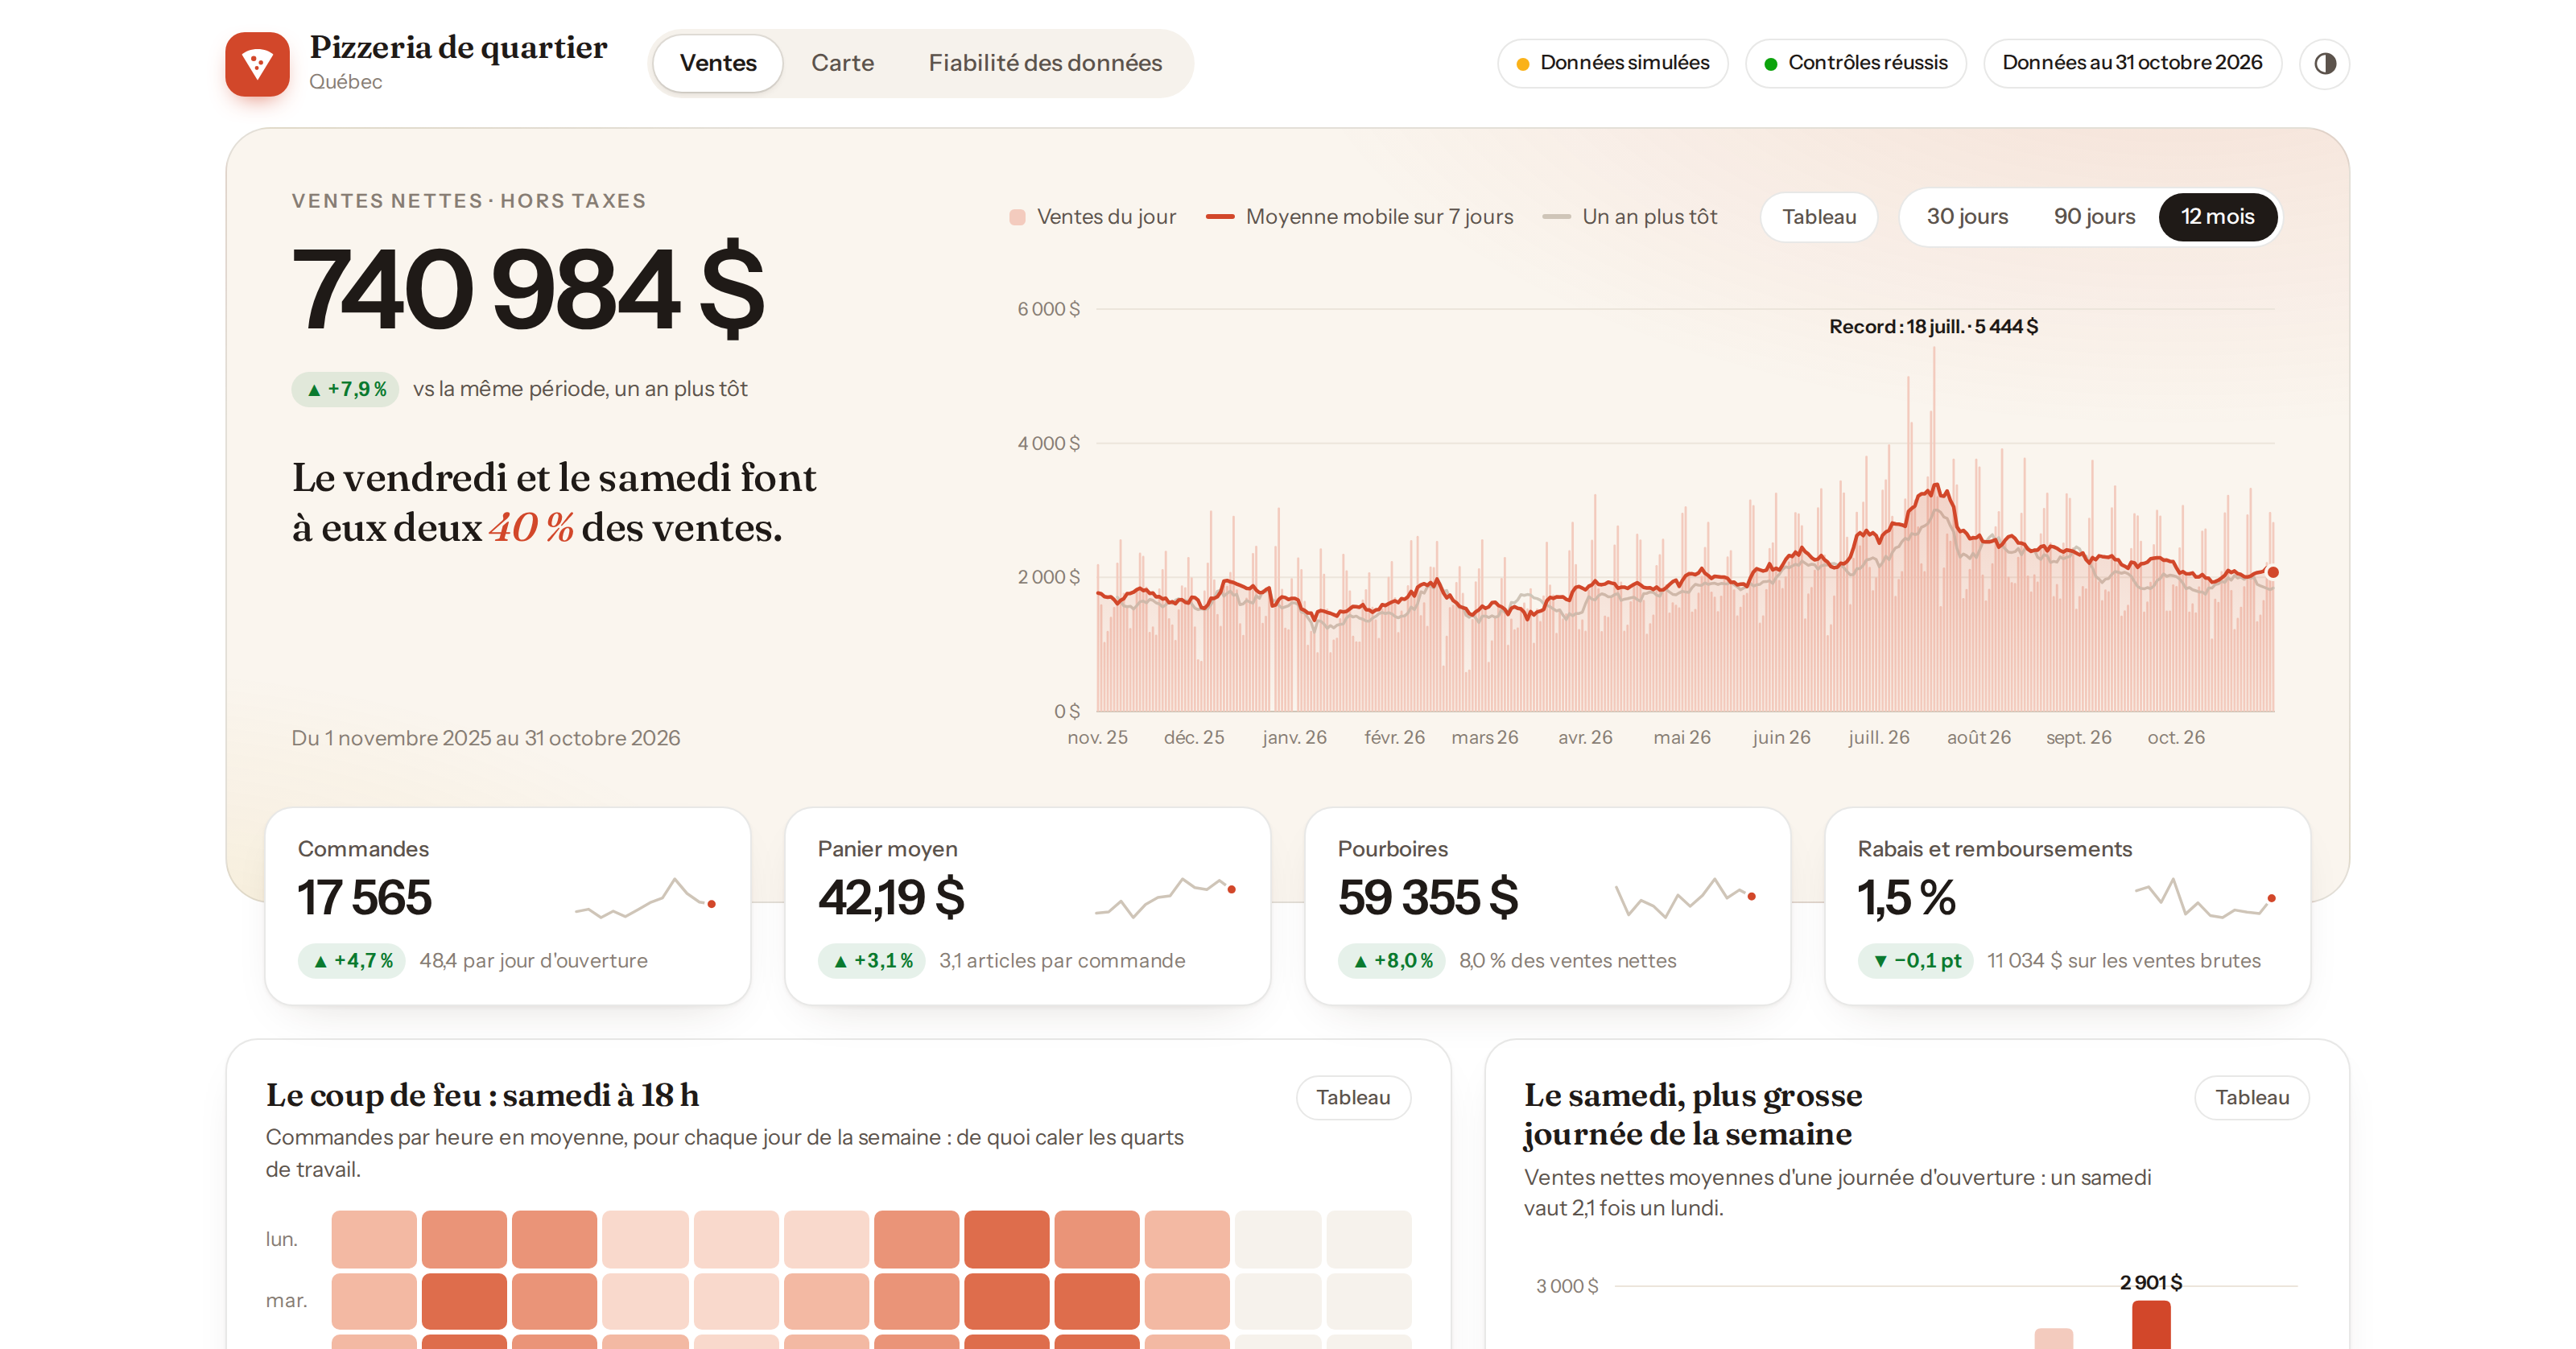 Pizzeria de quartier
Québec
Ventes
Carte
Fiabilité des données
Données simulées
Contrôles réussis
Données au 31 octobre 2026
VENTES NETTES · HORS TAXES
740 984 $
▲ +7,9 %
vs la même période, un an plus tôt
Le vendredi et le samedi font
à eux deux 40 % des ventes.
Du 1 novembre 2025 au 31 octobre 2026
Ventes du jour
Moyenne mobile sur 7 jours
Un an plus tôt
Tableau
30 jours
90 jours
12 mois
6 000 $
Record : 18 juill. · 5 444 $
4 000 $
2 000 $
0 $
nov. 25
déc. 25
janv. 26
févr. 26
mars 26
avr. 26
mai 26
juin 26
juill. 26
août 26
sept. 26
oct. 26
Commandes
17 565
▲ +4,7 %
48,4 par jour d'ouverture
Panier moyen
42,19 $
▲ +3,1 %
3,1 articles par commande
Pourboires
59 355 $
▲ +8,0 %
8,0 % des ventes nettes
Rabais et remboursements
1,5 %
▼ −0,1 pt
11 034 $ sur les ventes brutes
Le coup de feu : samedi à 18 h
Tableau
Commandes par heure en moyenne, pour chaque jour de la semaine : de quoi caler les quarts
de travail.
lun.
mar.
Le samedi, plus grosse
journée de la semaine
Tableau
Ventes nettes moyennes d'une journée d'ouverture : un samedi
vaut 2,1 fois un lundi.
3 000 $
2 901 $